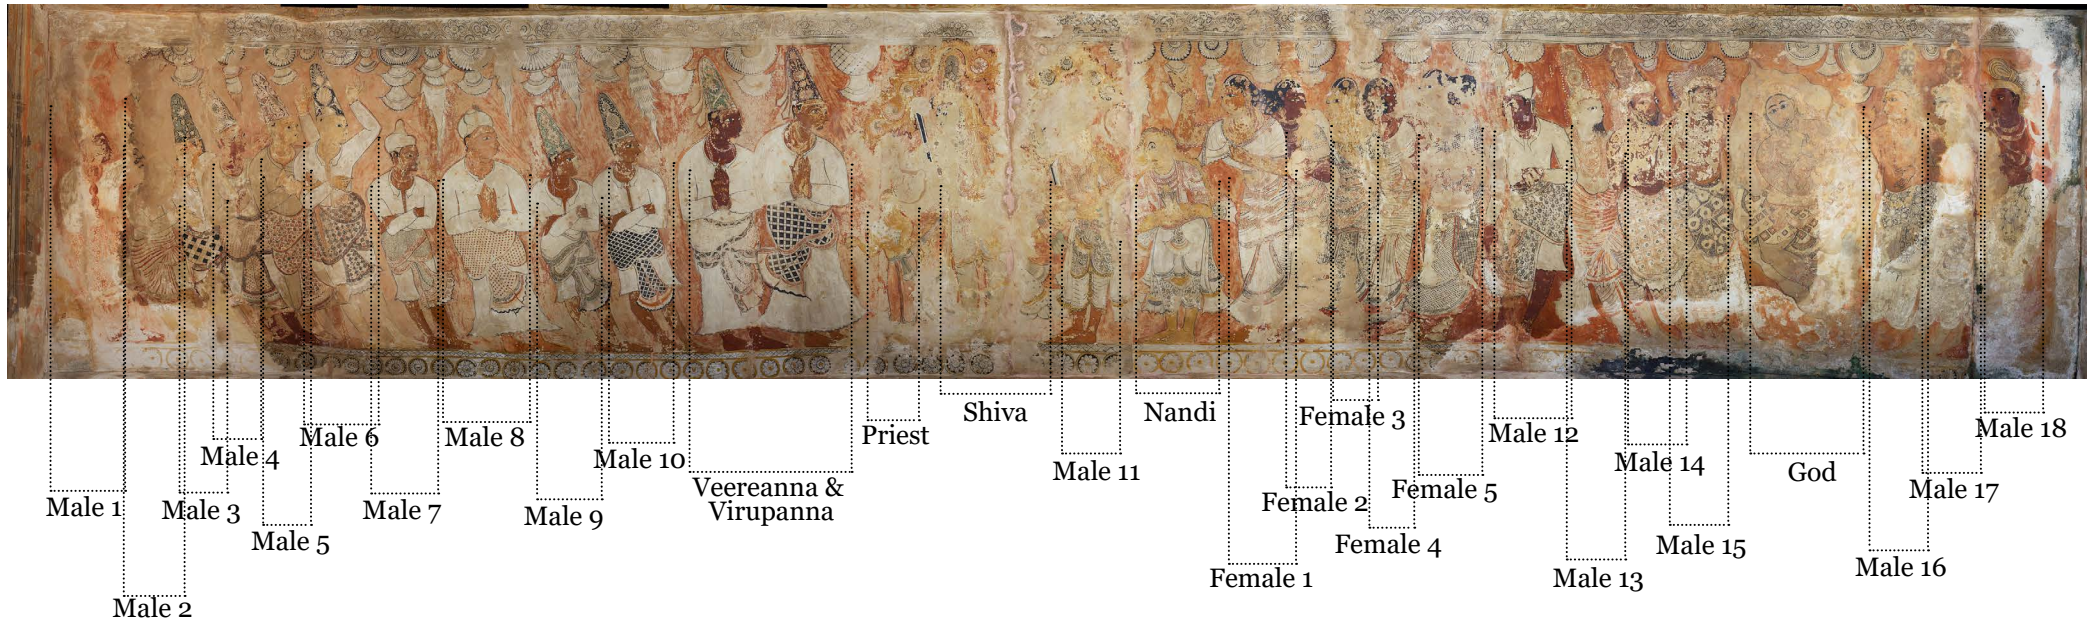 Male 1
Male 2
Male 3
Male 4
Male 5
Male 6
Male 7
Male 8
Male 9
Male 10
Veereanna &
Virupanna
Priest
Shiva
Male 11
Nandi
Female 1
Female 2
Female 3
Female 4
Female 5
Male 12
Male 13
Male 14
Male 15
God
Male 16
Male 17
Male 18